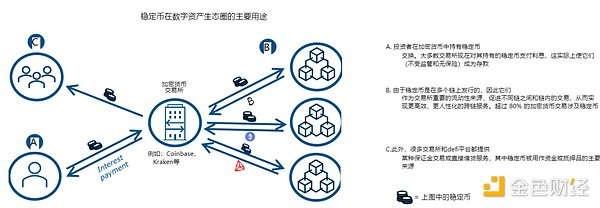 稳定币在数字资产生态圈的主要用途
C
B
A
加密货币
交易所
例如：Coinbase,
Kraken等
Interest
payment
A. 投资者在加密货币中持有稳定币
交换。大多数交易所现在对其持有的稳定币支付利息，这实际上使它们
（不受监管和无保险）成为存款
B. 由于稳定币是在多个链上发行的，因此它们
作为交易所重要的流动性来源，促进不同链之间和链内的交易，从而实
现更高效、更人性化的跨链服务。超过 80% 的加密货币交易涉及稳定币
C.此外，很多交易所和defi平台都提供
某种保证金交易或直接借贷服务，其中稳定币被用作资金或抵押品的主要
来源
= 上图中的稳定币
金色财经